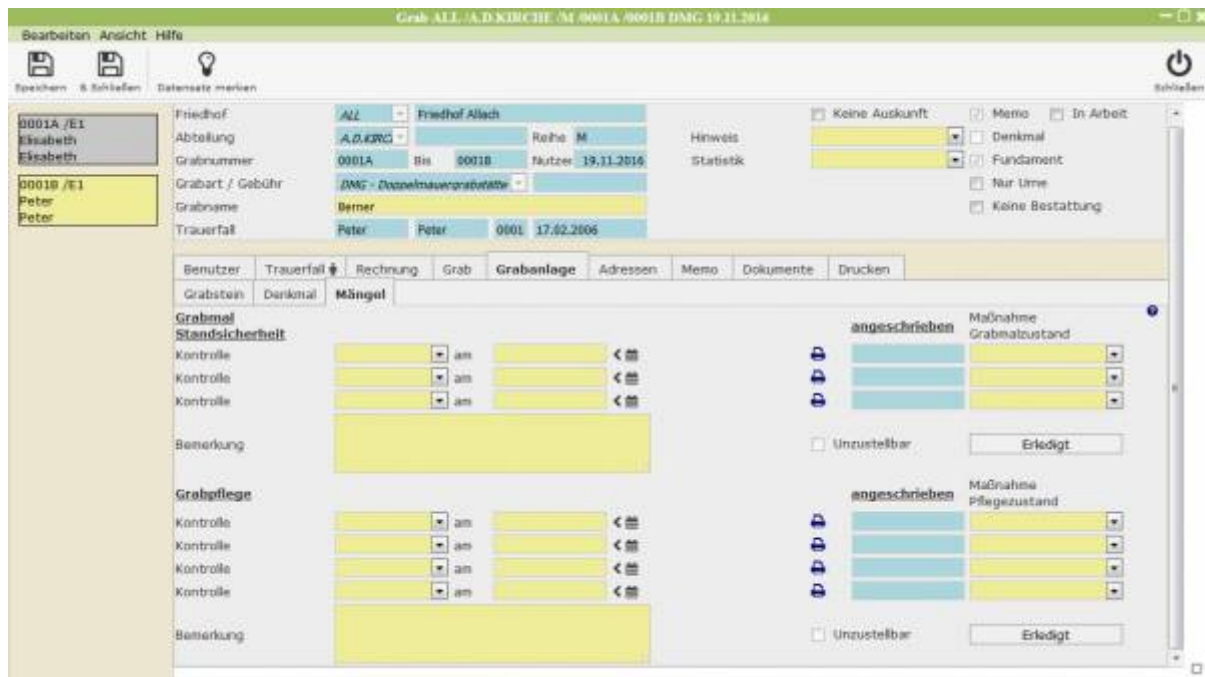 Grab ALL /A.D.KIRCHE /M /0001A /0001B DMG 19.11.2016
Bearbeiten Ansicht Hilfe
Speichern & Schließen Datensatz merken Schließen
0001A /E1
Elisabeth
Elisabeth
0001B /E1
Peter
Peter
Friedhof ALL Friedhof Allach Keine Auskunft Memo In Arbeit
Abteilung A.D.KIRC Reihe M Hinweis Denkmal
Grabnummer 0001A Bis 0001B Nutzer 19.11.2016 Statistik Fundament
Grabart / Gebühr DMG - Doppelmauergrabstätte Nur Urne
Grabname Berner Keine Bestattung
Trauerfall Peter Peter 0001 17.02.2006
Benutzer Trauerfall Rechnung Grab Grabanlage Adressen Memo Dokumente Drucken
Grabstein Denkmal Mängel
Grabmal
Standsicherheit angeschrieben Maßnahme
Grabmalzustand
Kontrolle am
Kontrolle am
Kontrolle am
Bemerkung Unzustellbar Erledigt
Grabpflege angeschrieben Maßnahme
Pflegezustand
Kontrolle am
Kontrolle am
Kontrolle am
Kontrolle am
Bemerkung Unzustellbar Erledigt